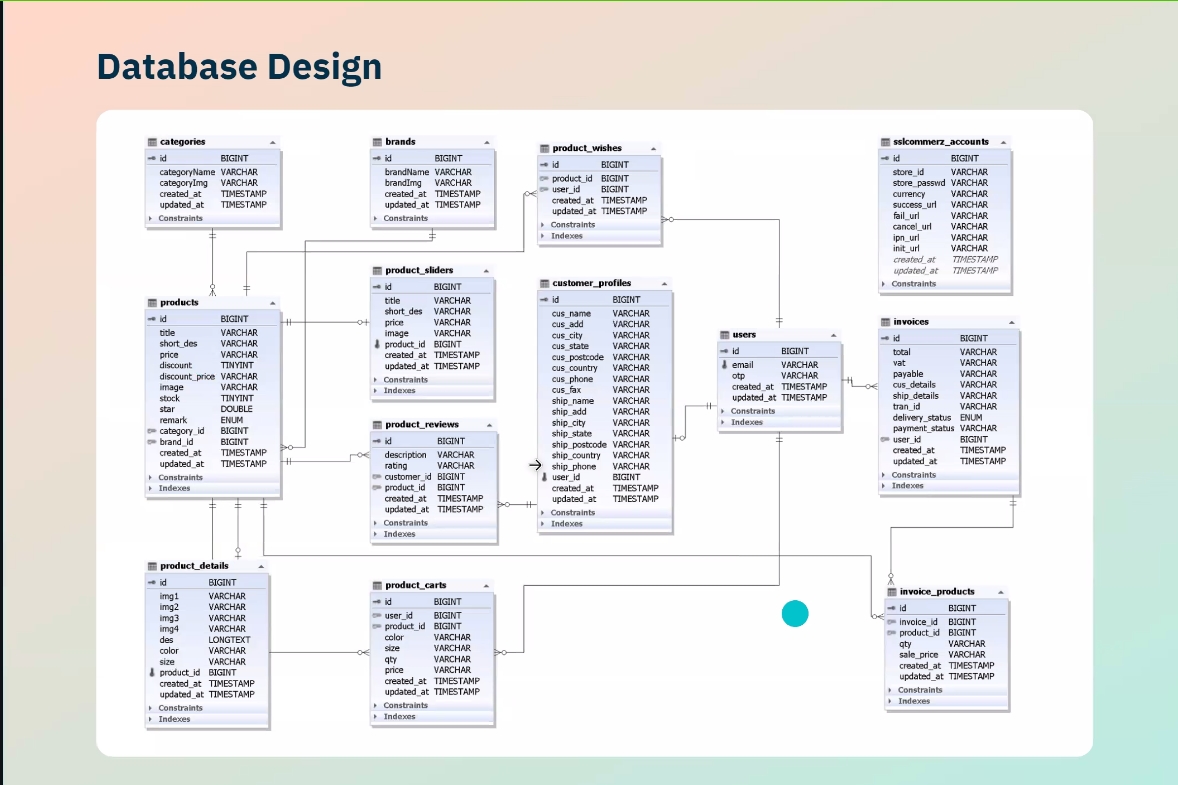 Database Design
categories
id BIGINT
categoryName VARCHAR
categoryImg VARCHAR
created_at TIMESTAMP
updated_at TIMESTAMP
Constraints
brands
id BIGINT
brandName VARCHAR
brandImg VARCHAR
created_at TIMESTAMP
updated_at TIMESTAMP
Constraints
product_wishes
id BIGINT
product_id BIGINT
user_id BIGINT
created_at TIMESTAMP
updated_at TIMESTAMP
Constraints
Indexes
sslcommerz_accounts
id BIGINT
store_id VARCHAR
store_passwd VARCHAR
currency VARCHAR
success_url VARCHAR
fail_url VARCHAR
cancel_url VARCHAR
ipn_url VARCHAR
init_url VARCHAR
created_at TIMESTAMP
updated_at TIMESTAMP
Constraints
products
id BIGINT
title VARCHAR
short_des VARCHAR
price VARCHAR
discount TINYINT
discount_price VARCHAR
image VARCHAR
stock TINYINT
star DOUBLE
remark ENUM
category_id BIGINT
brand_id BIGINT
created_at TIMESTAMP
updated_at TIMESTAMP
Constraints
Indexes
product_sliders
id BIGINT
title VARCHAR
short_des VARCHAR
price VARCHAR
image VARCHAR
product_id BIGINT
created_at TIMESTAMP
updated_at TIMESTAMP
Constraints
Indexes
customer_profiles
id BIGINT
cus_name VARCHAR
cus_add VARCHAR
cus_city VARCHAR
cus_state VARCHAR
cus_postcode VARCHAR
cus_country VARCHAR
cus_phone VARCHAR
cus_fax VARCHAR
ship_name VARCHAR
ship_add VARCHAR
ship_city VARCHAR
ship_state VARCHAR
ship_postcode VARCHAR
ship_country VARCHAR
ship_phone VARCHAR
user_id BIGINT
created_at TIMESTAMP
updated_at TIMESTAMP
Constraints
Indexes
users
id BIGINT
email VARCHAR
otp VARCHAR
created_at TIMESTAMP
updated_at TIMESTAMP
Constraints
Indexes
invoices
id BIGINT
total VARCHAR
vat VARCHAR
payable VARCHAR
cus_details VARCHAR
ship_details VARCHAR
tran_id VARCHAR
delivery_status ENUM
payment_status VARCHAR
user_id BIGINT
created_at TIMESTAMP
updated_at TIMESTAMP
Constraints
Indexes
product_reviews
id BIGINT
description VARCHAR
rating VARCHAR
customer_id BIGINT
product_id BIGINT
created_at TIMESTAMP
updated_at TIMESTAMP
Constraints
Indexes
product_details
id BIGINT
img1 VARCHAR
img2 VARCHAR
img3 VARCHAR
img4 VARCHAR
des LONGTEXT
color VARCHAR
size VARCHAR
product_id BIGINT
created_at TIMESTAMP
updated_at TIMESTAMP
Constraints
Indexes
product_carts
id BIGINT
user_id BIGINT
product_id BIGINT
color VARCHAR
size VARCHAR
qty VARCHAR
price VARCHAR
created_at TIMESTAMP
updated_at TIMESTAMP
Constraints
Indexes
invoice_products
id BIGINT
invoice_id BIGINT
product_id BIGINT
qty VARCHAR
sale_price VARCHAR
created_at TIMESTAMP
updated_at TIMESTAMP
Constraints
Indexes